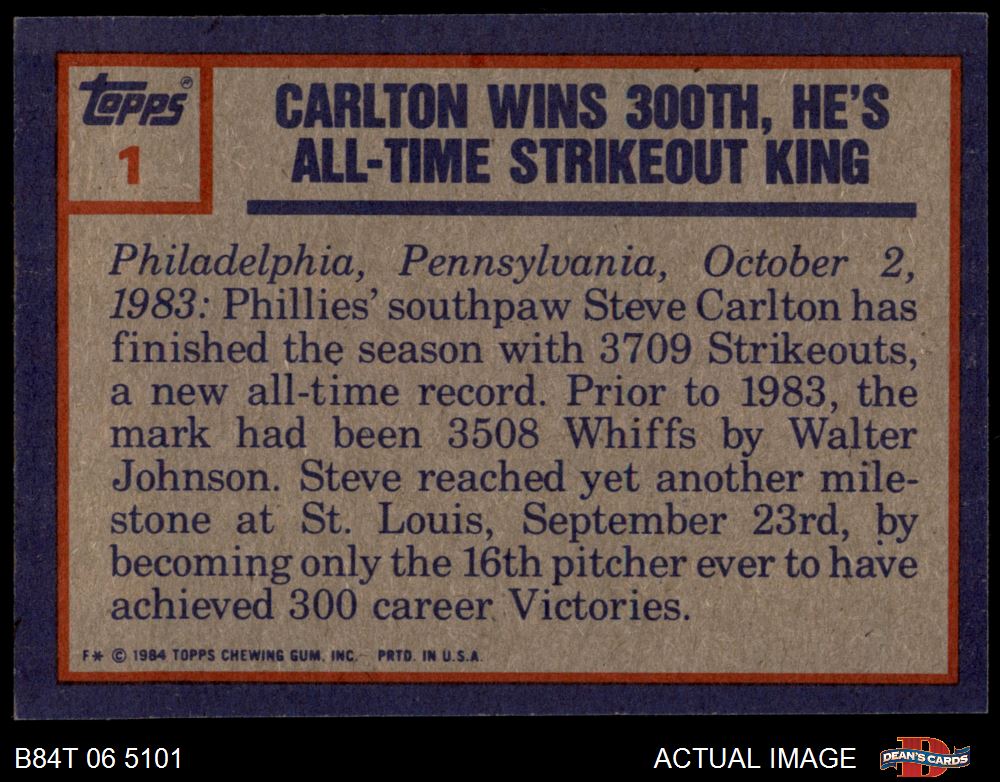 Topps®
1
CARLTON WINS 300TH, HE'S
ALL-TIME STRIKEOUT KING
Philadelphia, Pennsylvania, October 2,
1983: Phillies' southpaw Steve Carlton has
finished the season with 3709 Strikeouts,
a new all-time record. Prior to 1983, the
mark had been 3508 Whiffs by Walter
Johnson. Steve reached yet another mile-
stone at St. Louis, September 23rd, by
becoming only the 16th pitcher ever to have
achieved 300 career Victories.
F* © 1984 TOPPS CHEWING GUM, INC. PRTD. IN U.S.A.
B84T 06 5101
ACTUAL IMAGE
D
DEAN'S CARDS